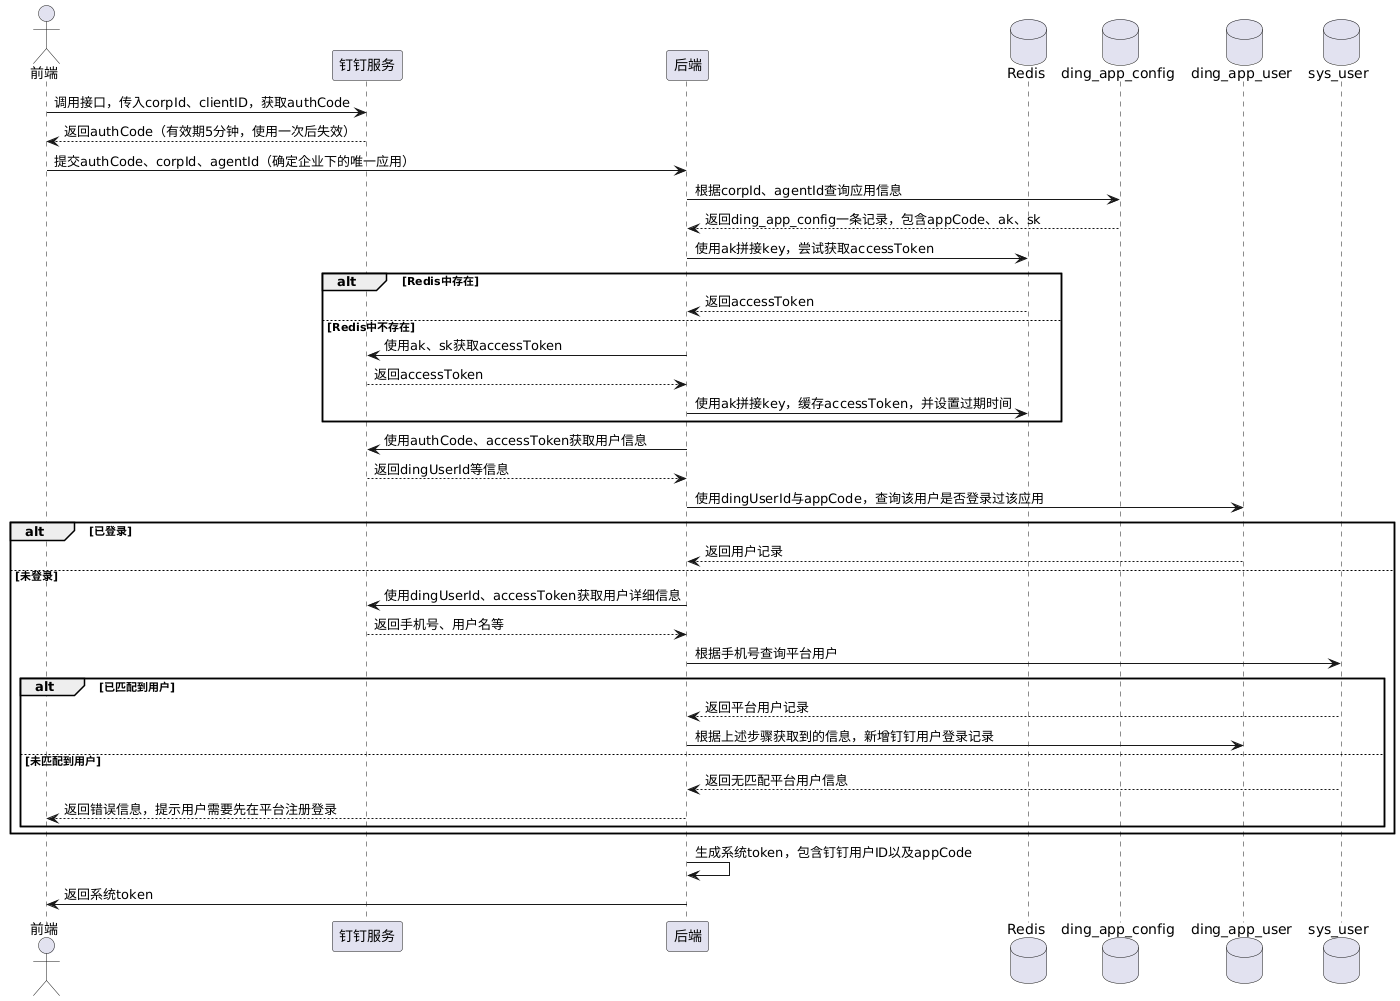 前端
钉钉服务
后端
Redis
ding_app_config
ding_app_user
sys_user
调用接口，传入corpId、clientID，获取authCode
返回authCode（有效期5分钟，使用一次后失效）
提交authCode、corpId、agentId（确定企业下的唯一应用）
根据corpId、agentId查询应用信息
返回ding_app_config一条记录，包含appCode、ak、sk
使用ak拼接key，尝试获取accessToken
alt
[Redis中存在]
返回accessToken
[Redis中不存在]
使用ak、sk获取accessToken
返回accessToken
使用ak拼接key，缓存accessToken，并设置过期时间
使用authCode、accessToken获取用户信息
返回dingUserId等信息
使用dingUserId与appCode，查询该用户是否登录过该应用
alt
[已登录]
返回用户记录
[未登录]
使用dingUserId、accessToken获取用户详细信息
返回手机号、用户名等
根据手机号查询平台用户
alt
[已匹配到用户]
返回平台用户记录
根据上述步骤获取到的信息，新增钉钉用户登录记录
[未匹配到用户]
返回无匹配平台用户信息
返回错误信息，提示用户需要先在平台注册登录
生成系统token，包含钉钉用户ID以及appCode
返回系统token
前端
钉钉服务
后端
Redis
ding_app_config
ding_app_user
sys_user